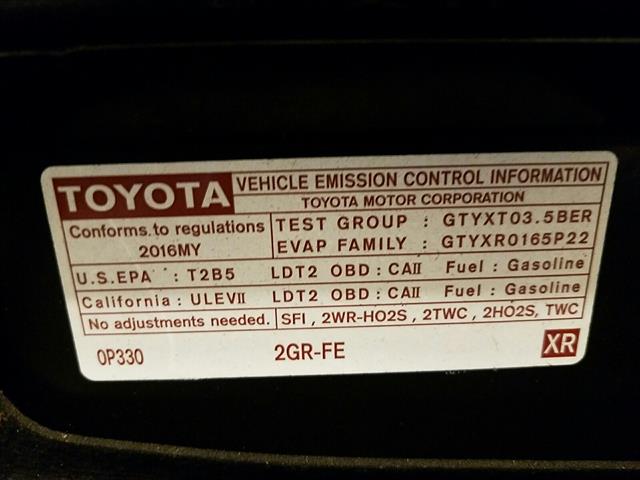 TOYOTA VEHICLE EMISSION CONTROL INFORMATION
TOYOTA MOTOR CORPORATION
Conforms to regulations
2016MY
TEST GROUP : GTYXT03.5BER
EVAP FAMILY : GTYXR0165P22
U.S.EPA : T2B5 LDT2 OBD : CAII Fuel : Gasoline
California : ULEVII LDT2 OBD : CAII Fuel : Gasoline
No adjustments needed. SFI , 2WR-HO2S , 2TWC , 2HO2S, TWC
0P330 2GR-FE XR